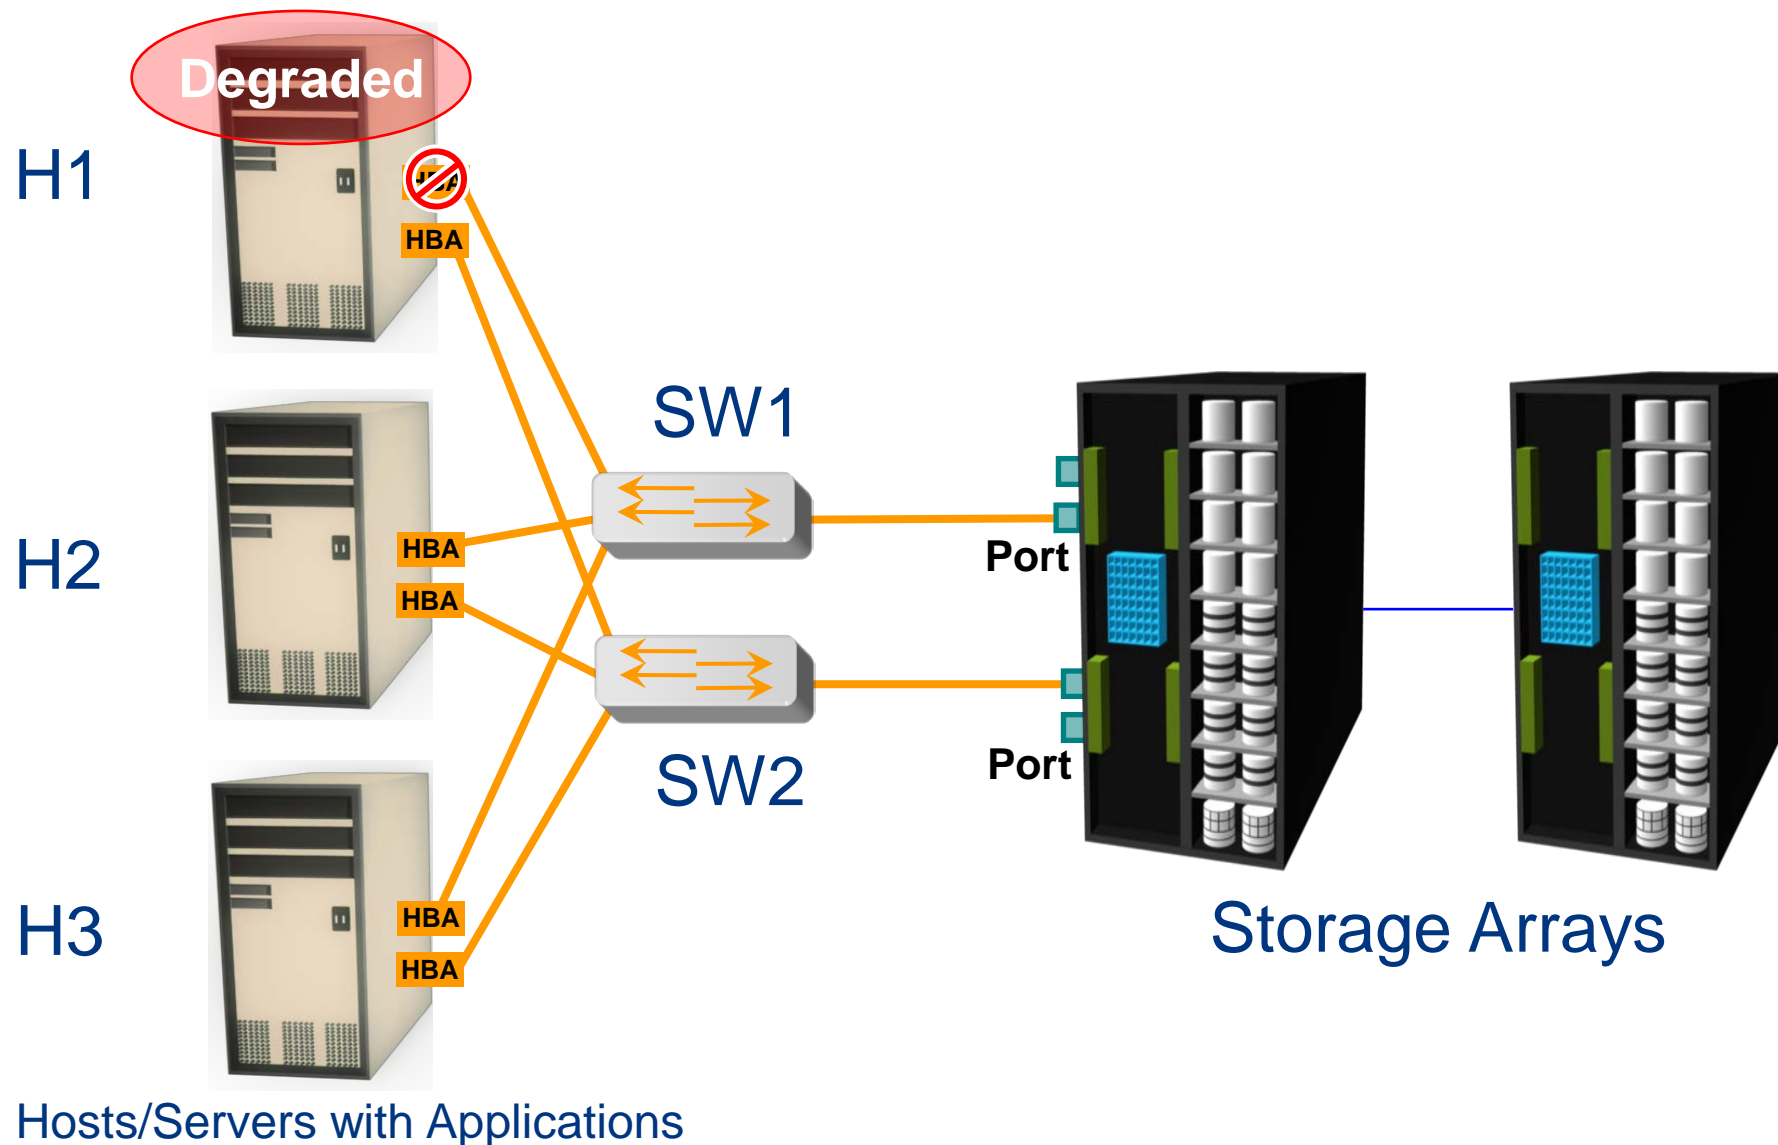 Degraded
H1
HBA
HBA
SW1
H2
HBA
HBA
Port
SW2
Port
H3
HBA
HBA
Storage Arrays
Hosts/Servers with Applications